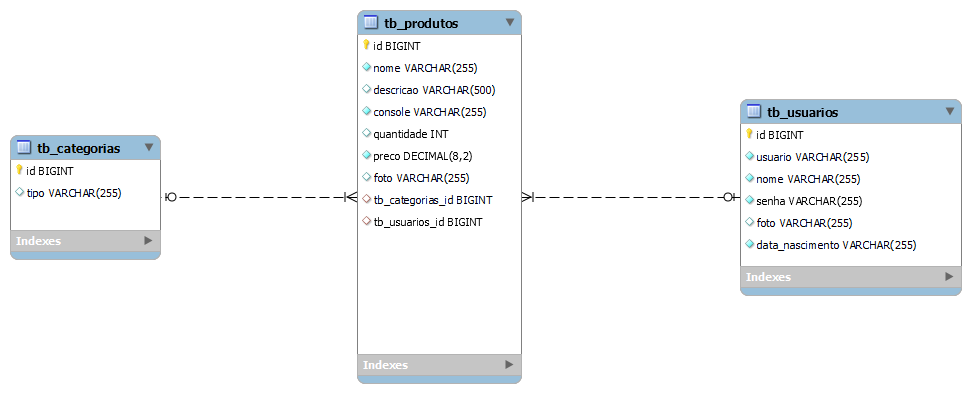 tb_categorias
id BIGINT
tipo VARCHAR(255)
Indexes
tb_produtos
id BIGINT
nome VARCHAR(255)
descricao VARCHAR(500)
console VARCHAR(255)
quantidade INT
preco DECIMAL(8,2)
foto VARCHAR(255)
tb_categorias_id BIGINT
tb_usuarios_id BIGINT
Indexes
tb_usuarios
id BIGINT
usuario VARCHAR(255)
nome VARCHAR(255)
senha VARCHAR(255)
foto VARCHAR(255)
data_nascimento VARCHAR(255)
Indexes